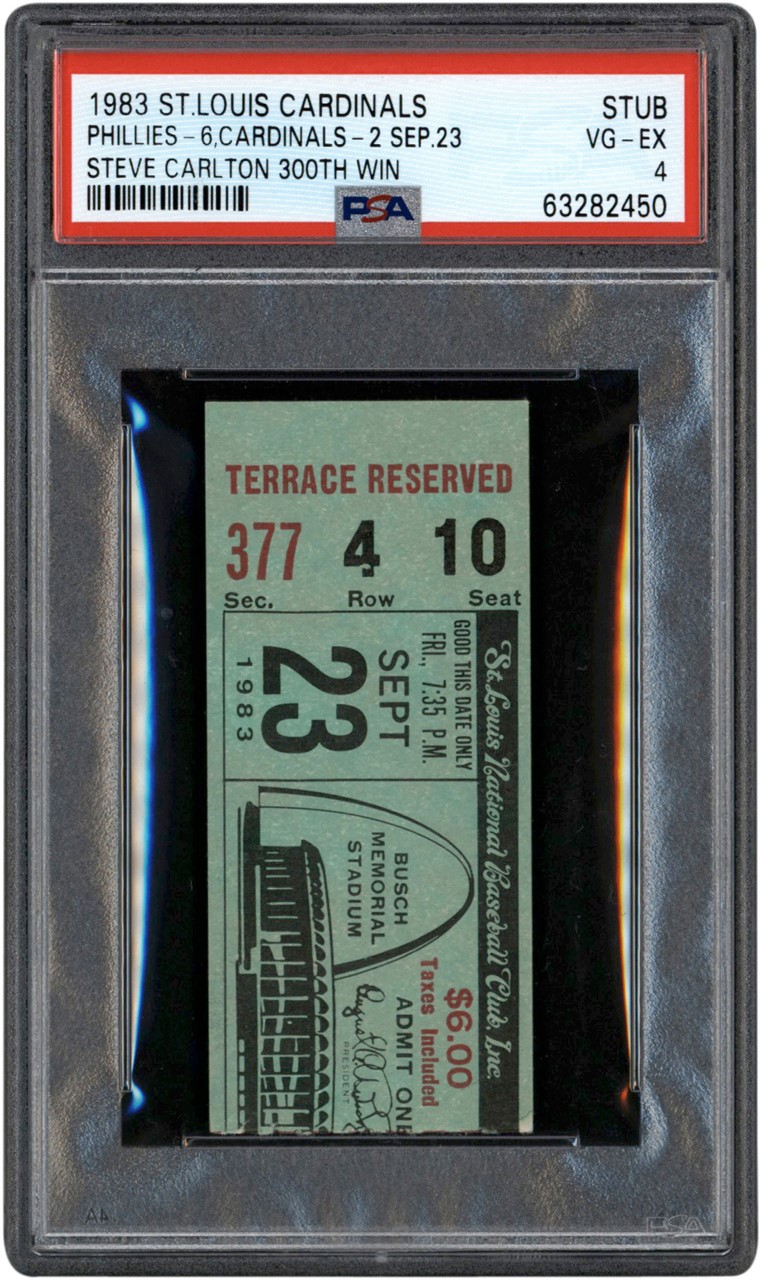 1983 ST.LOUIS CARDINALS STUB
PHILLIES-6,CARDINALS-2 SEP.23 VG-EX
STEVE CARLTON 300TH WIN 4
PSA 63282450
TERRACE RESERVED
377 4 10
Sec. Row Seat
St. Louis National Baseball Club, Inc.
GOOD THIS DATE ONLY
FRI., 7:35 P.M.
SEPT
23
1983
BUSCH
MEMORIAL
STADIUM
$6.00
Taxes Included
ADMIT ONE
PRESIDENT
PSA